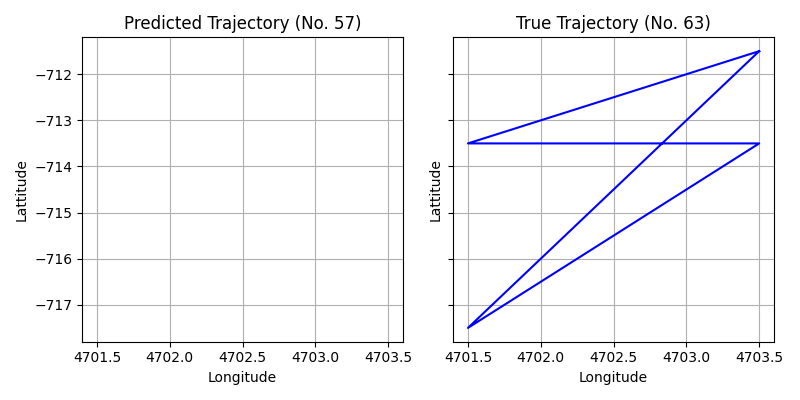 Predicted Trajectory (No. 57)
True Trajectory (No. 63)
−712
−713
−714
−715
−716
−717
Lattitude
4701.5 4702.0 4702.5 4703.0 4703.5
Longitude
Lattitude
4701.5 4702.0 4702.5 4703.0 4703.5
Longitude